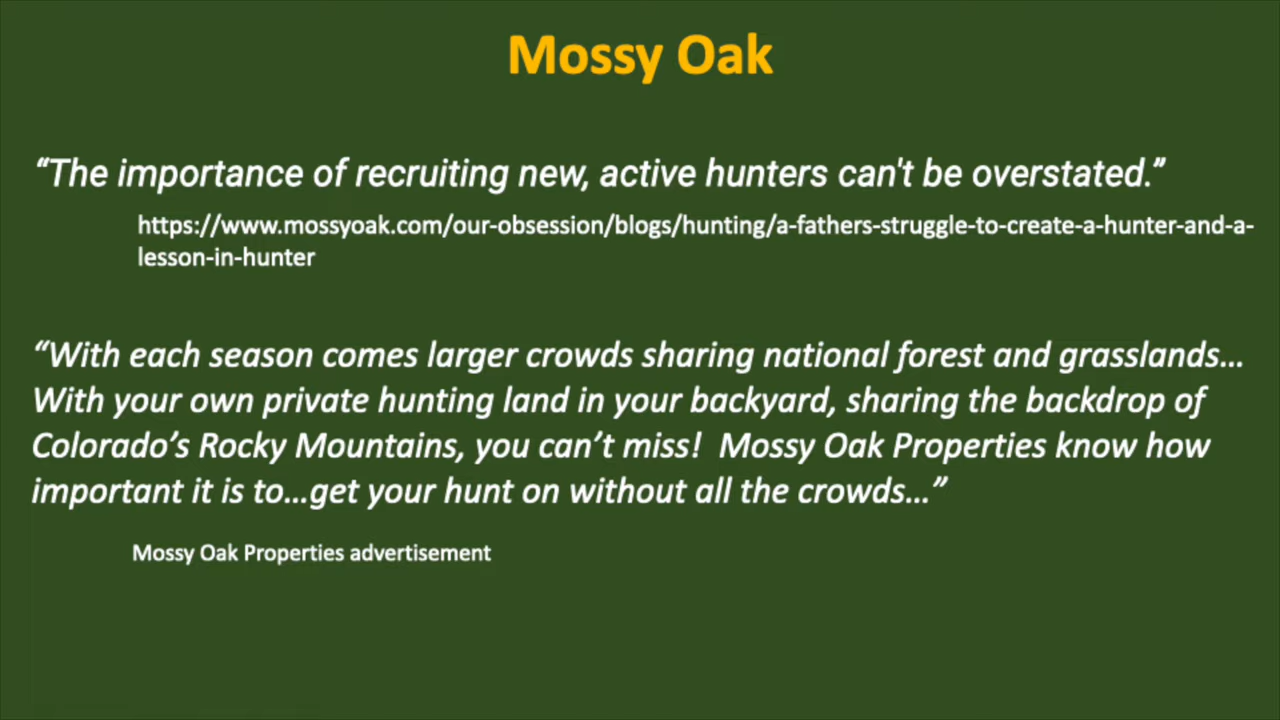 Mossy Oak
“The importance of recruiting new, active hunters can't be overstated.”
https://www.mossyoak.com/our-obsession/blogs/hunting/a-fathers-struggle-to-create-a-hunter-and-a-
lesson-in-hunter
“With each season comes larger crowds sharing national forest and grasslands…
With your own private hunting land in your backyard, sharing the backdrop of
Colorado’s Rocky Mountains, you can’t miss!  Mossy Oak Properties know how
important it is to…get your hunt on without all the crowds…”
Mossy Oak Properties advertisement